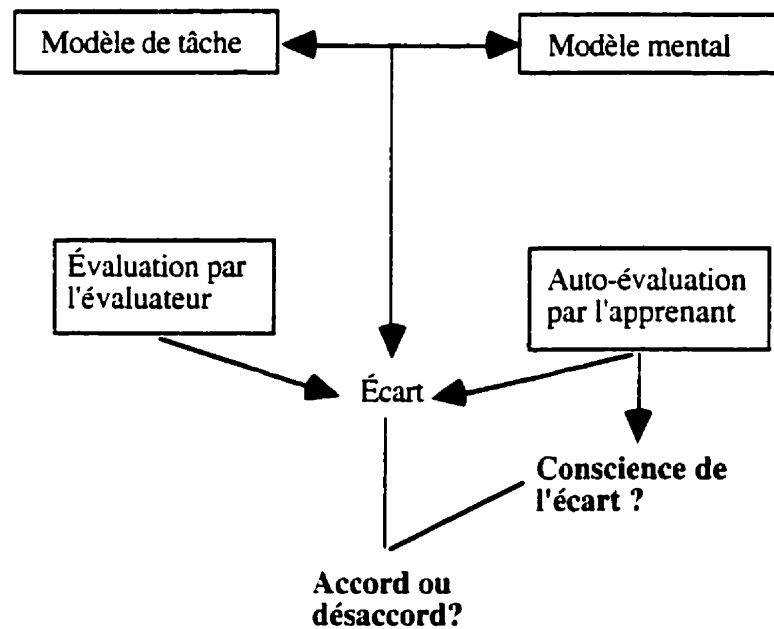 Modèle de tâche
Modèle mental
Évaluation par
l'évaluateur
Auto-évaluation
par l'apprenant
Écart
Conscience de
l'écart ?
Accord ou
désaccord?